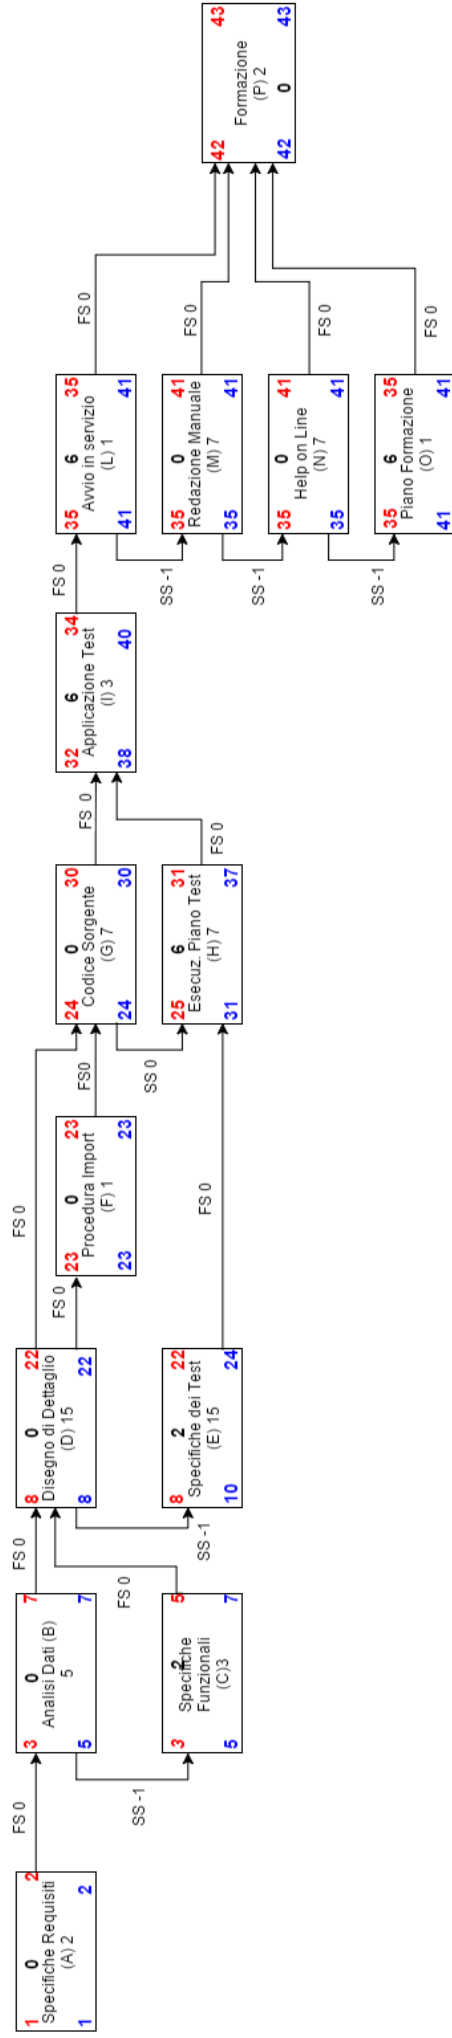 1 0 2
Specifiche Requisiti
(A) 2
1 2
FS 0
3 0 7
Analisi Dati (B)
5
5 7
SS -1
3 2 5
Specifiche
Funzionali
(C)3
5 7
FS 0
FS 0
8 0 22
Disegno di Dettaglio
(D) 15
8 22
SS -1
8 2 22
Specifiche dei Test
(E) 15
10 24
FS 0
FS 0
23 0 23
Procedura Import
(F) 1
23 23
FS0
FS 0
24 0 30
Codice Sorgente
(G) 7
24 30
SS 0
25 6 31
Esecuz. Piano Test
(H) 7
31 37
FS 0
FS 0
32 6 34
Applicazione Test
(I) 3
38 40
FS 0
35 6 35
Avvio in servizio
(L) 1
41 41
SS -1
35 0 41
Redazione Manuale
(M) 7
35 41
SS -1
35 0 41
Help on Line
(N) 7
35 41
SS -1
35 6 35
Piano Formazione
(O) 1
41 41
FS 0
FS 0
FS 0
FS 0
42 43
Formazione
(P) 2
0
42 43